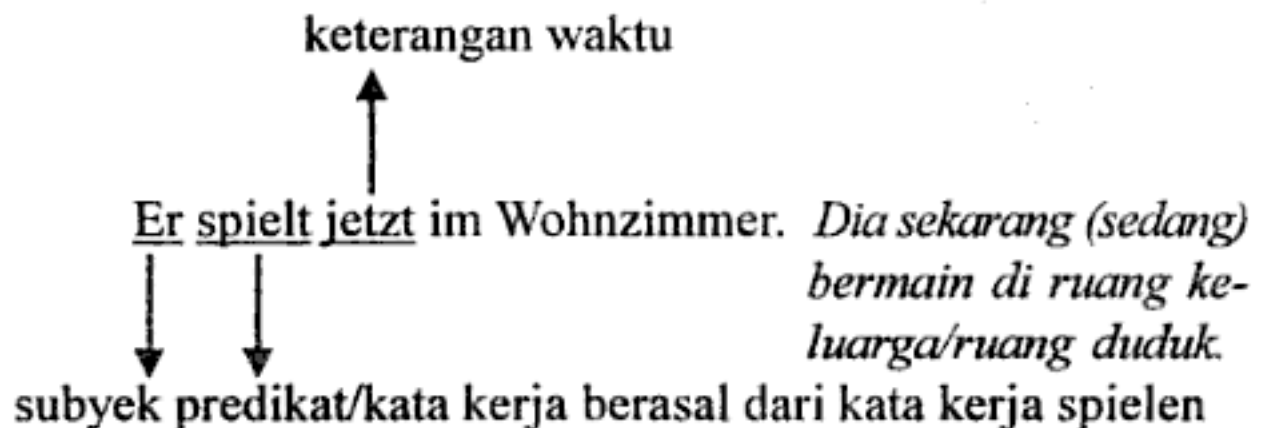 keterangan waktu
Er spielt jetzt im Wohnzimmer. Dia sekarang (sedang)
bermain di ruang ke-
luarga/ruang duduk.
subyek predikat/kata kerja berasal dari kata kerja spielen